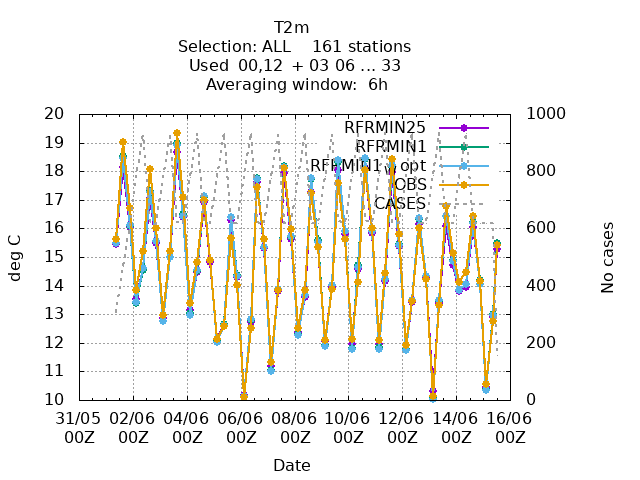 T2m
Selection: ALL    161 stations
Used  00,12  + 03 06 ... 33
Averaging window:  6h
20 1000
19
18 800
17
16 600
15
14 400
13
12 200
11
10 0
deg C
No cases
RFRMIN25
RFRMIN1
opt
OBS
CASES
31/05 02/06 04/06 06/06 08/06 10/06 12/06 14/06 16/06
00Z 00Z 00Z 00Z 00Z 00Z 00Z 00Z 00Z
Date